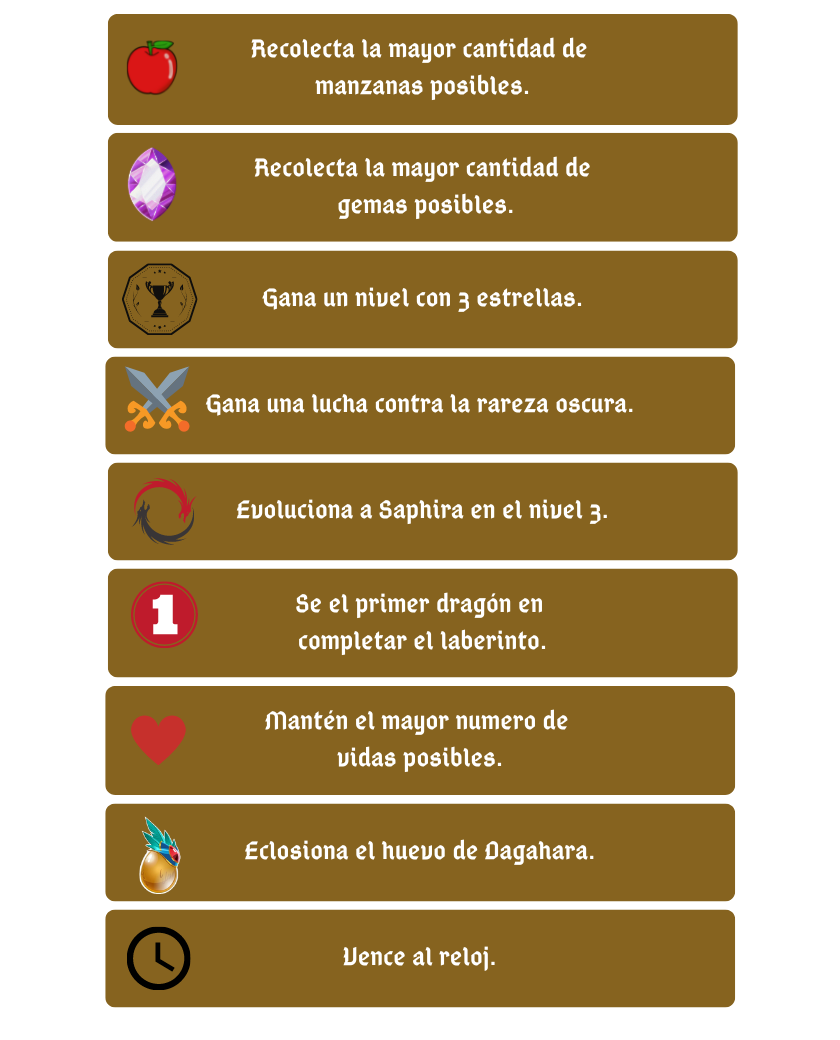 Recolecta la mayor cantidad de
manzanas posibles.
Recolecta la mayor cantidad de
gemas posibles.
Gana un nivel con 3 estrellas.
Gana una lucha contra la rareza oscura.
Evoluciona a Saphira en el nivel 3.
1
Se el primer dragón en
completar el laberinto.
Mantén el mayor numero de
vidas posibles.
Eclosiona el huevo de Dagahara.
Vence al reloj.